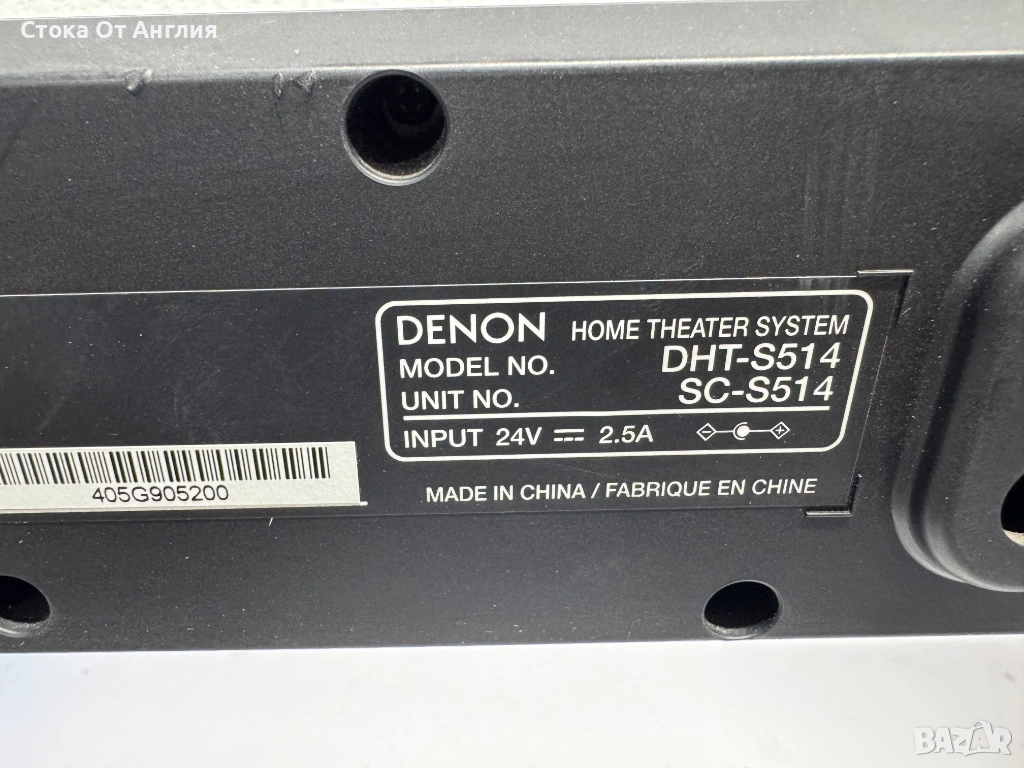 Стока От Англия
DENON HOME THEATER SYSTEM
MODEL NO. DHT-S514
UNIT NO. SC-S514
INPUT 24V ⎓ 2.5A
405G905200
MADE IN CHINA / FABRIQUE EN CHINE
BAZAR